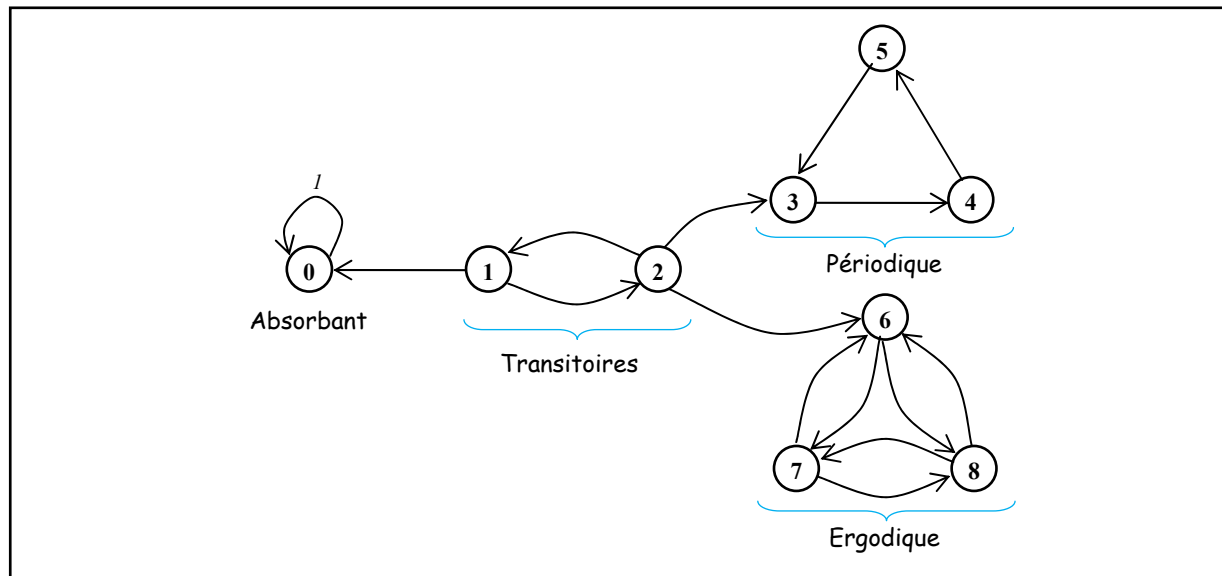 5
1
3 4
0 1 2
Périodique
Absorbant
6
Transitoires
7 8
Ergodique